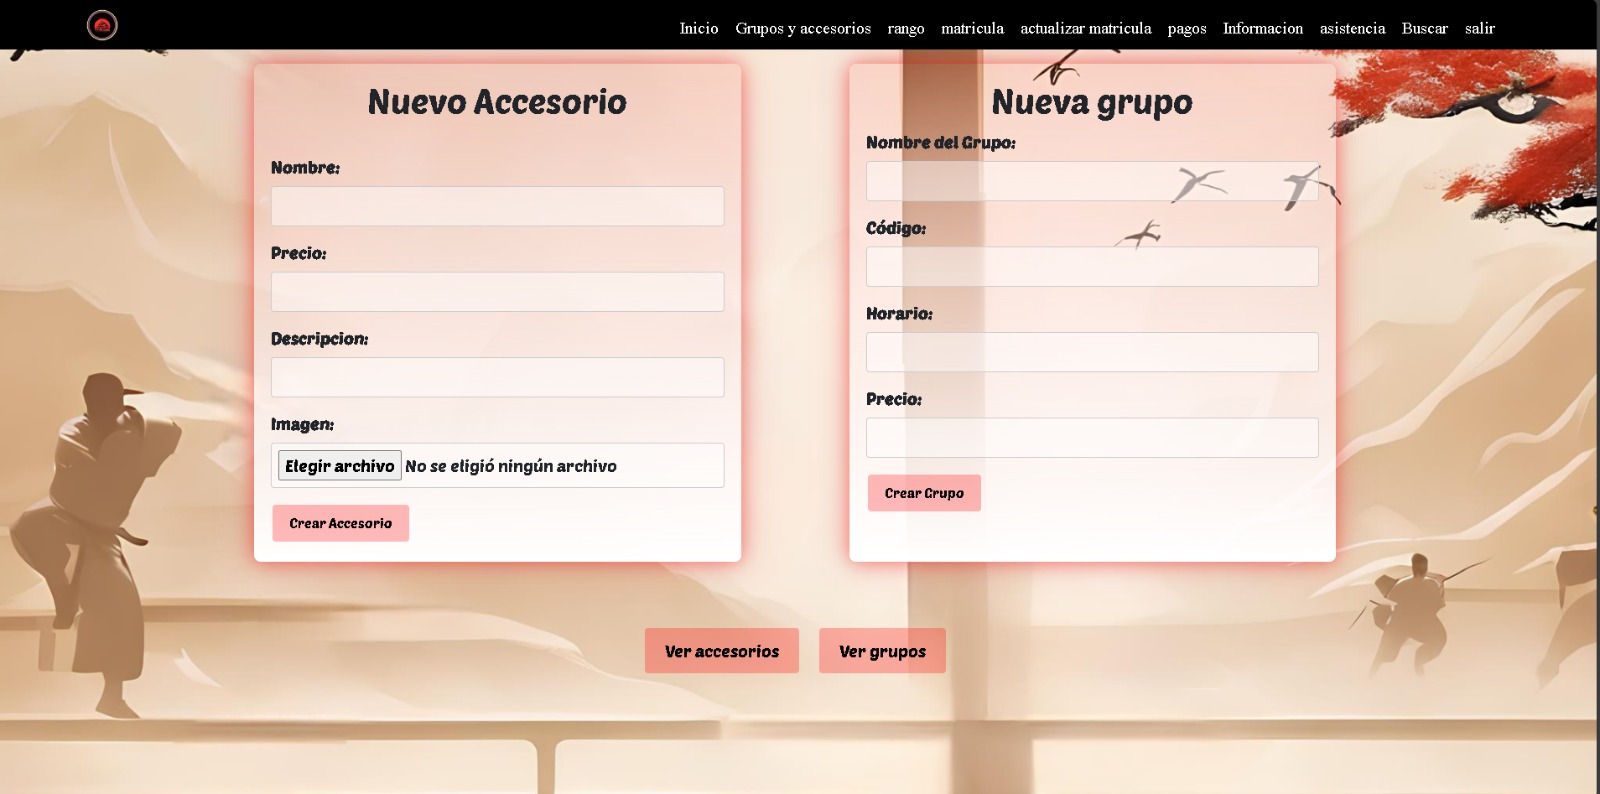 Inicio Grupos y accesorios rango matricula actualizar matricula pagos Informacion asistencia Buscar salir
Nuevo Accesorio
Nombre:
Precio:
Descripcion:
Imagen:
Elegir archivo No se eligió ningún archivo
Crear Accesorio
Nueva grupo
Nombre del Grupo:
Código:
Horario:
Precio:
Crear Grupo
Ver accesorios Ver grupos